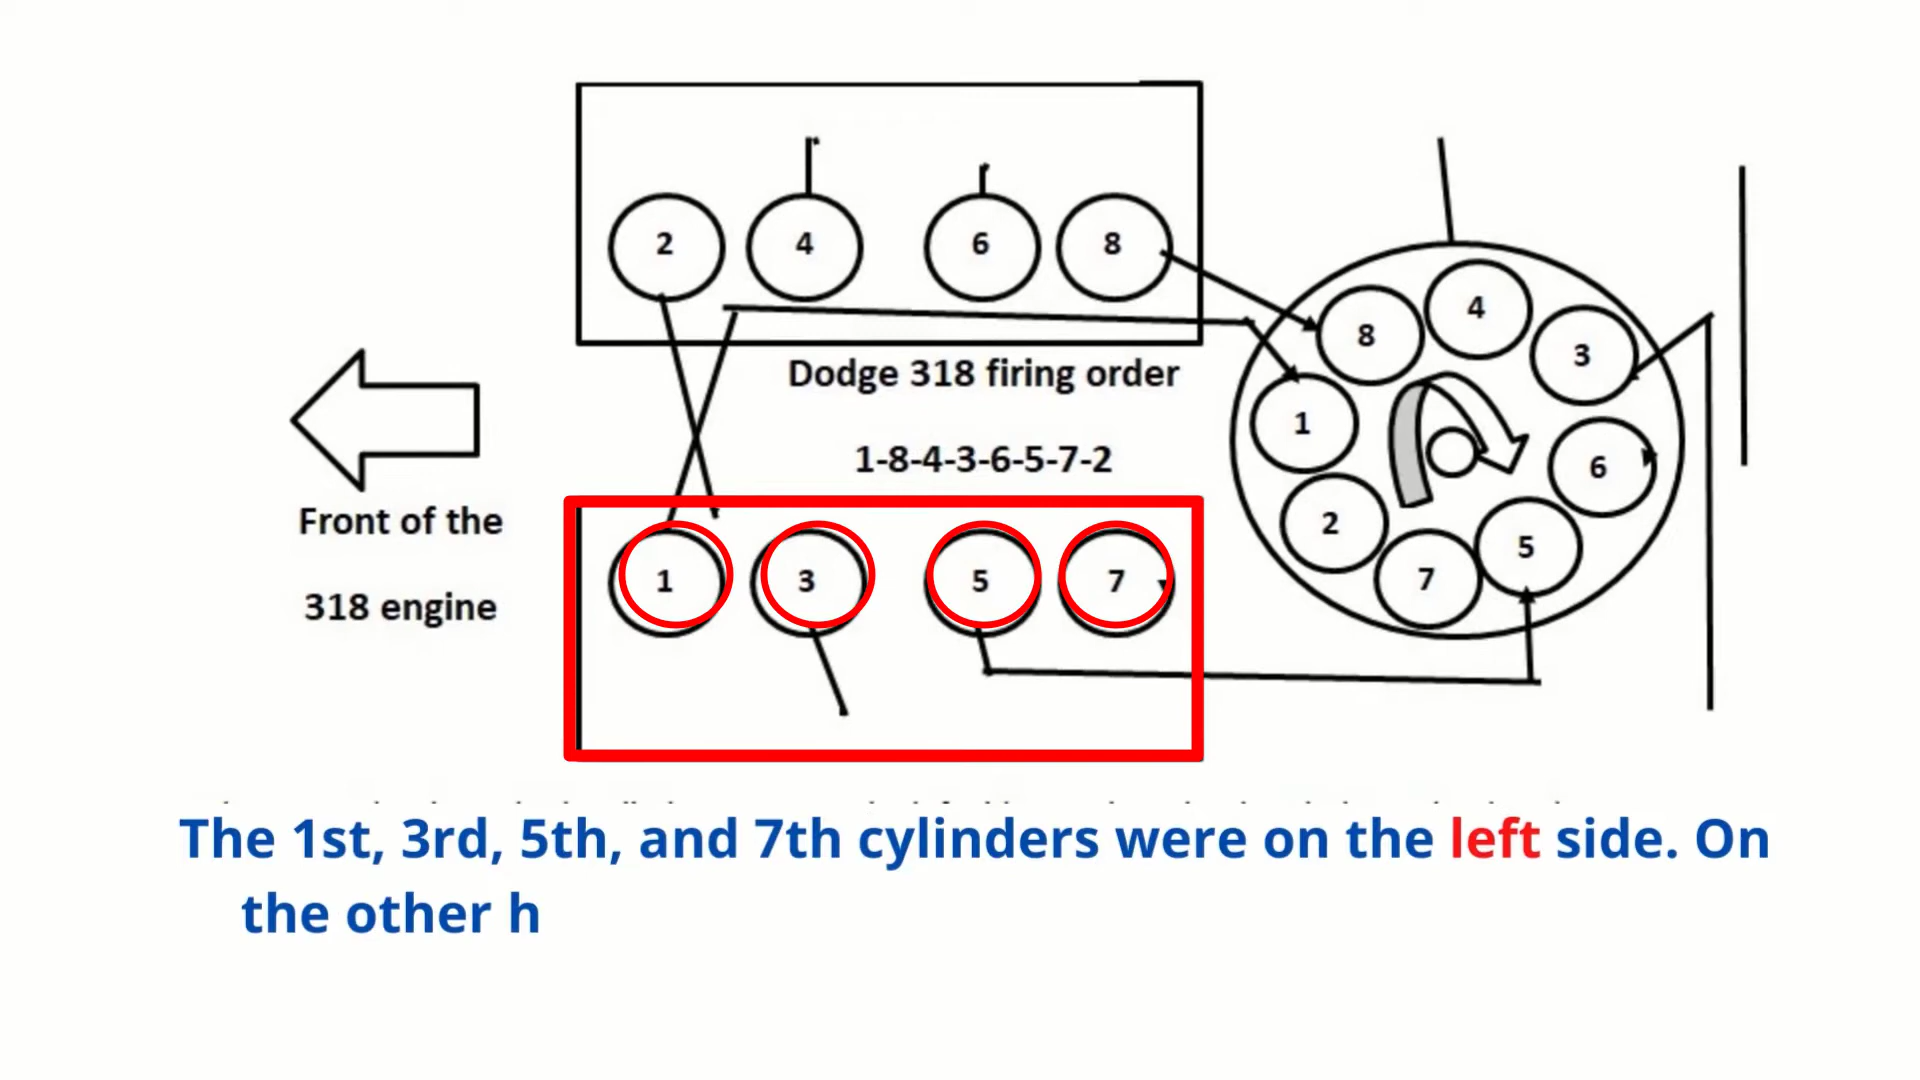 2 4 6 8
8 4 3
1 6
2 7 5
Dodge 318 firing order
1-8-4-3-6-5-7-2
Front of the
318 engine
1 3 5 7
The 1st, 3rd, 5th, and 7th cylinders were on the left side. On
the other h